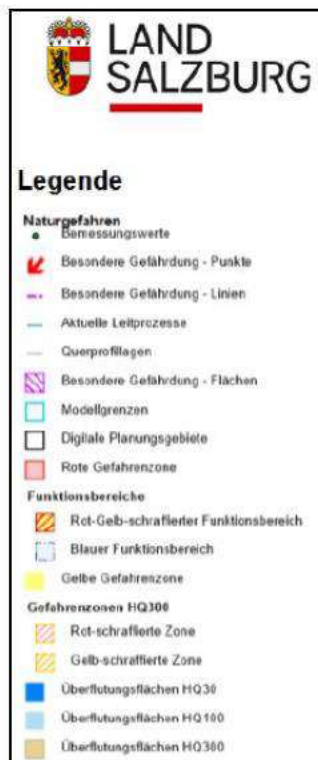 LAND
SALZBURG
Legende
Naturgefahren
Bemessungswerte
Besondere Gefährdung - Punkte
Besondere Gefährdung - Linien
Aktuelle Leitprozesse
Querprofillagen
Besondere Gefährdung - Flächen
Modellgrenzen
Digitale Planungsgebiete
Rote Gefahrenzone
Funktionsbereiche
Rot-Gelb-schraffierter Funktionsbereich
Blauer Funktionsbereich
Gelbe Gefahrenzone
Gefahrenzonen HQ300
Rot-schraffierte Zone
Gelb-schraffierte Zone
Überflutungsflächen HQ30
Überflutungsflächen HQ100
Überflutungsflächen HQ300